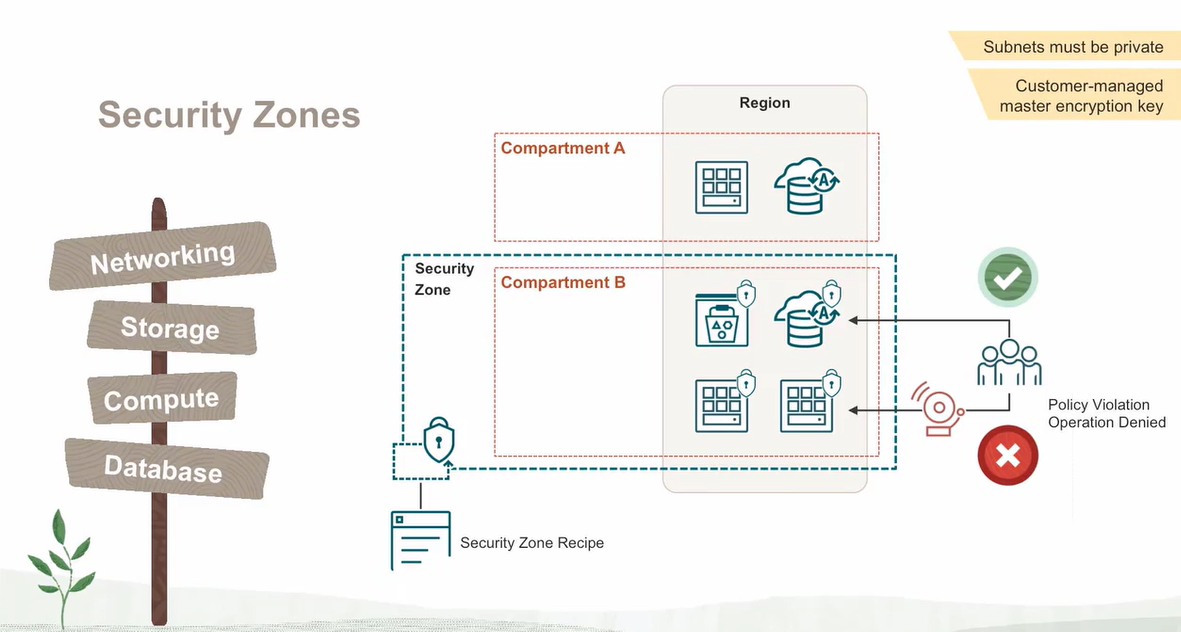 Subnets must be private
Customer-managed
master encryption key
Security Zones
Region
Compartment A
A
Security
Zone
Compartment B
A
Networking
Storage
Compute
Database
Policy Violation
Operation Denied
Security Zone Recipe